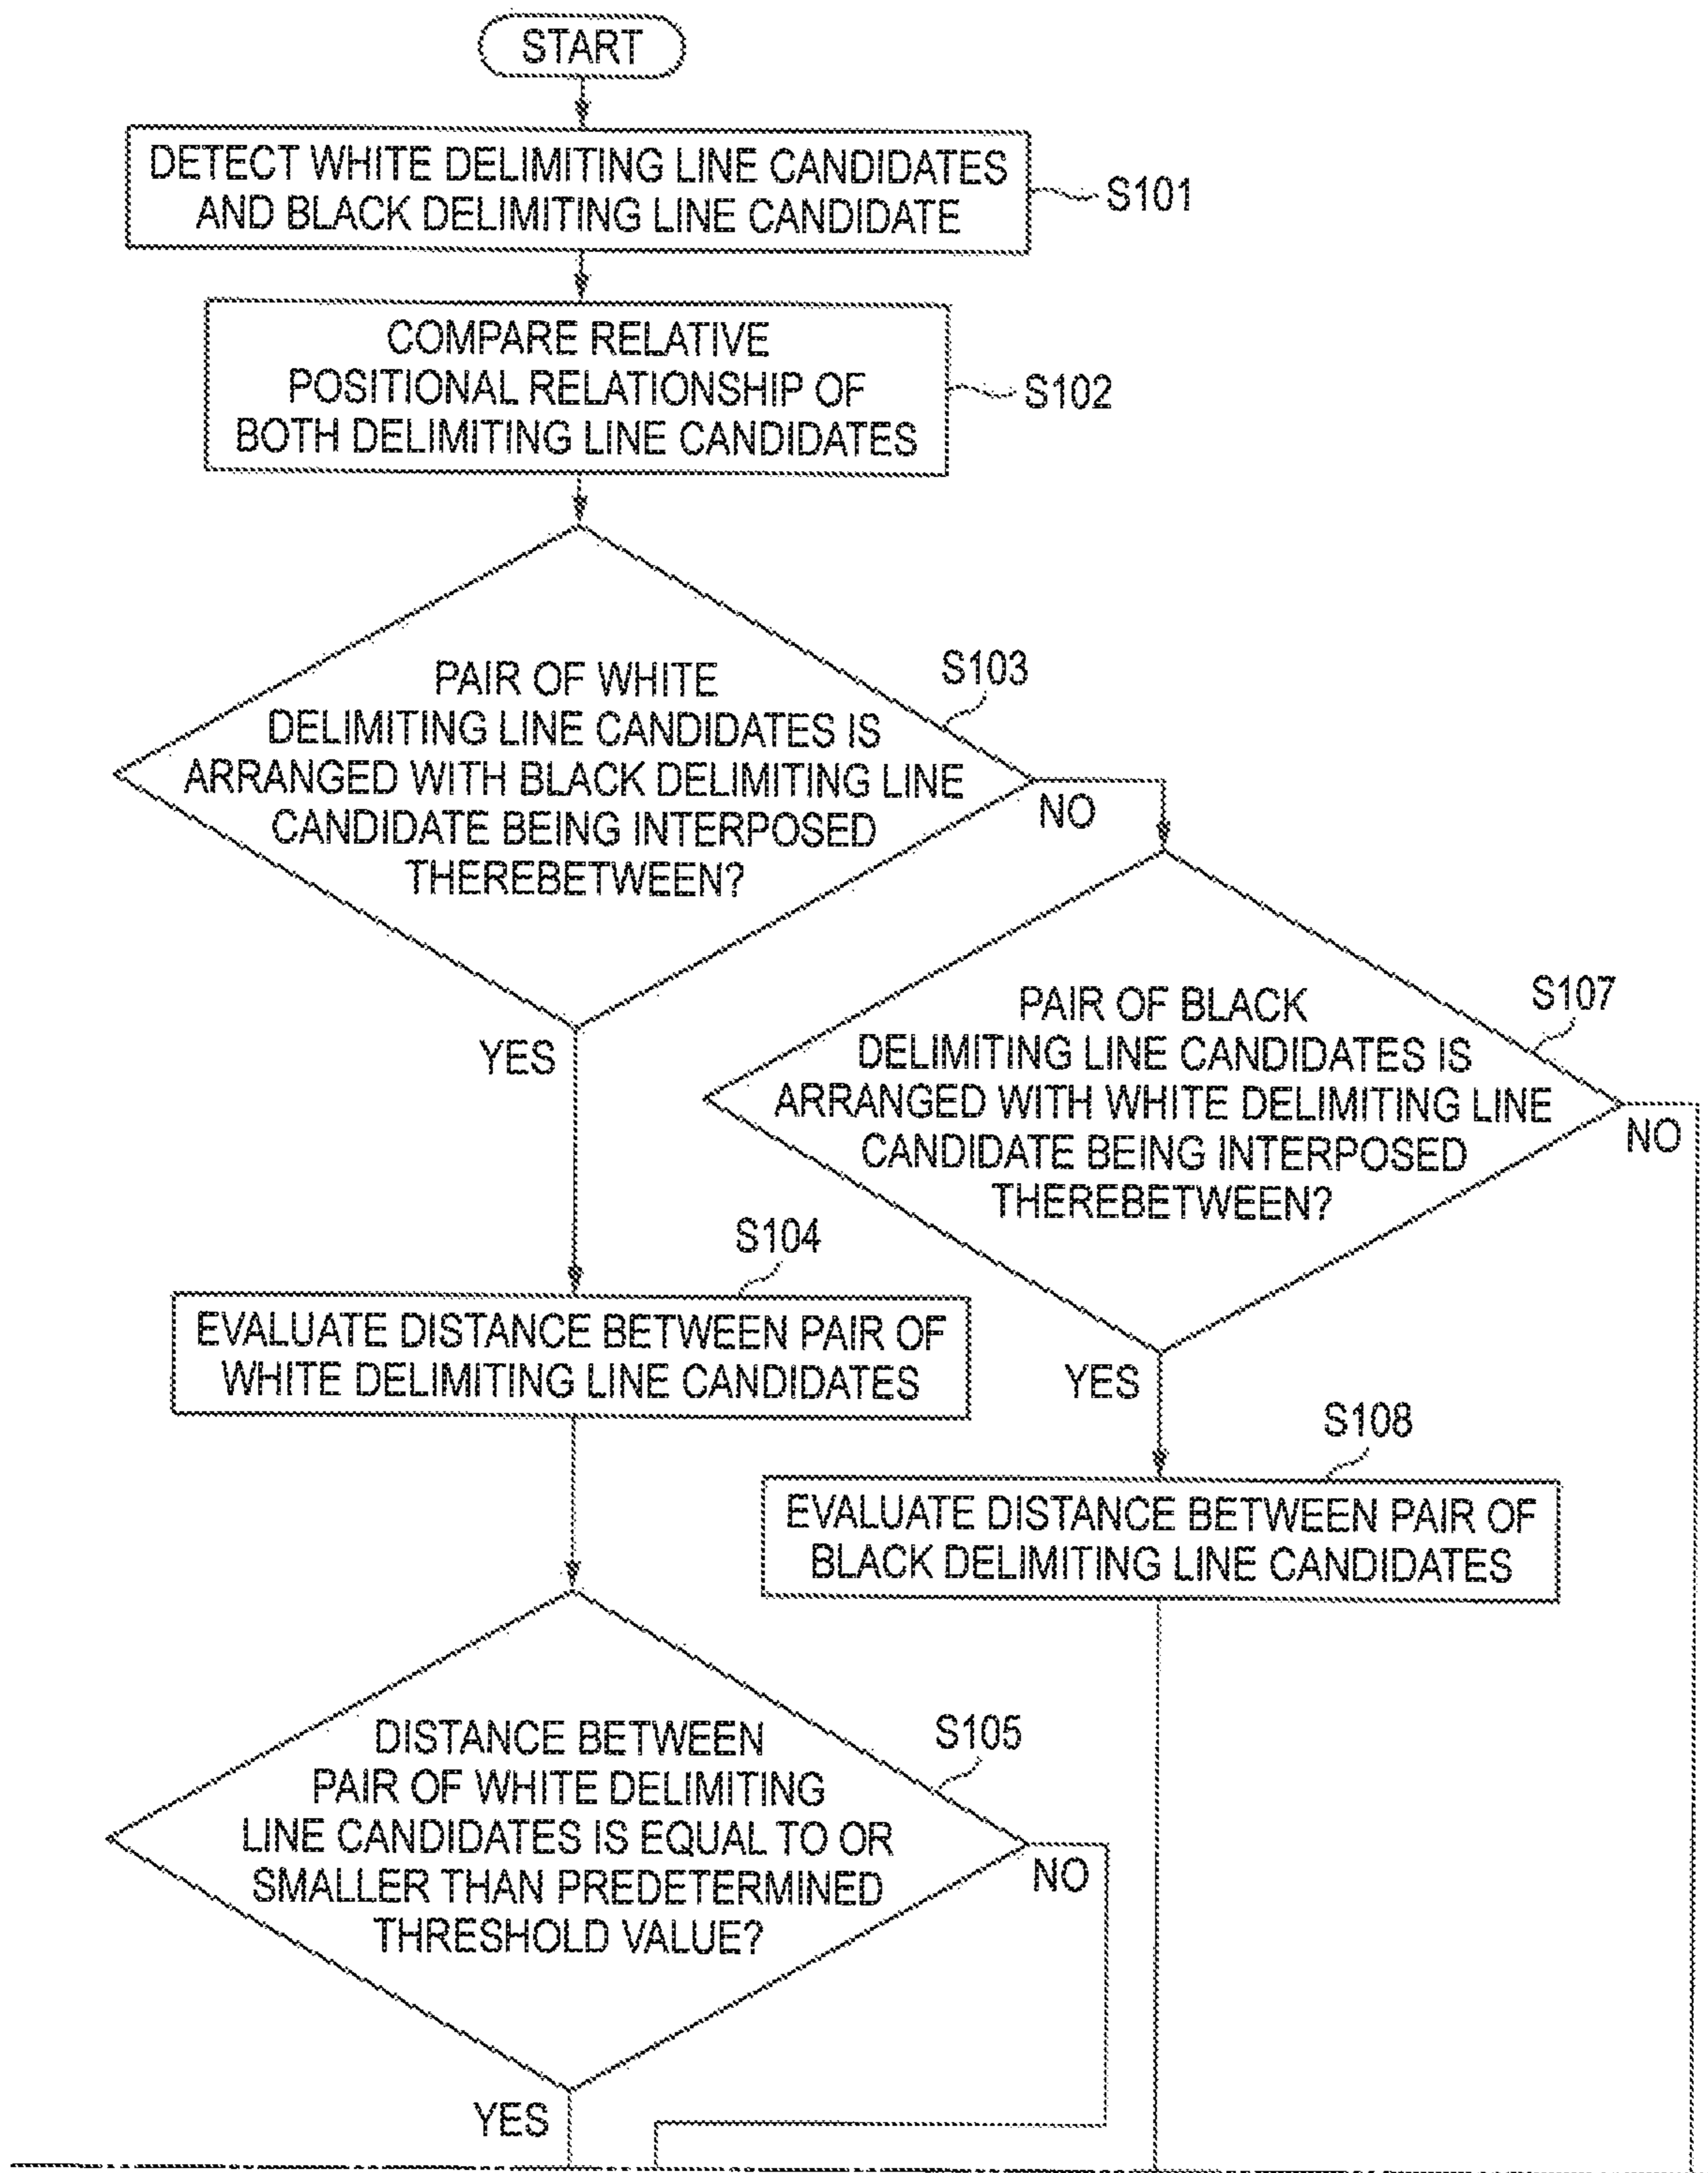 START
DETECT WHITE DELIMITING LINE CANDIDATES
AND BLACK DELIMITING LINE CANDIDATE
S101
COMPARE RELATIVE
POSITIONAL RELATIONSHIP OF
BOTH DELIMITING LINE CANDIDATES
S102
PAIR OF WHITE
DELIMITING LINE CANDIDATES IS
ARRANGED WITH BLACK DELIMITING LINE
CANDIDATE BEING INTERPOSED
THEREBETWEEN?
S103
NO
YES
PAIR OF BLACK
DELIMITING LINE CANDIDATES IS
ARRANGED WITH WHITE DELIMITING LINE
CANDIDATE BEING INTERPOSED
THEREBETWEEN?
S107
NO
YES
S104
EVALUATE DISTANCE BETWEEN PAIR OF
WHITE DELIMITING LINE CANDIDATES
S108
EVALUATE DISTANCE BETWEEN PAIR OF
BLACK DELIMITING LINE CANDIDATES
DISTANCE BETWEEN
PAIR OF WHITE DELIMITING
LINE CANDIDATES IS EQUAL TO OR
SMALLER THAN PREDETERMINED
THRESHOLD VALUE?
S105
NO
YES